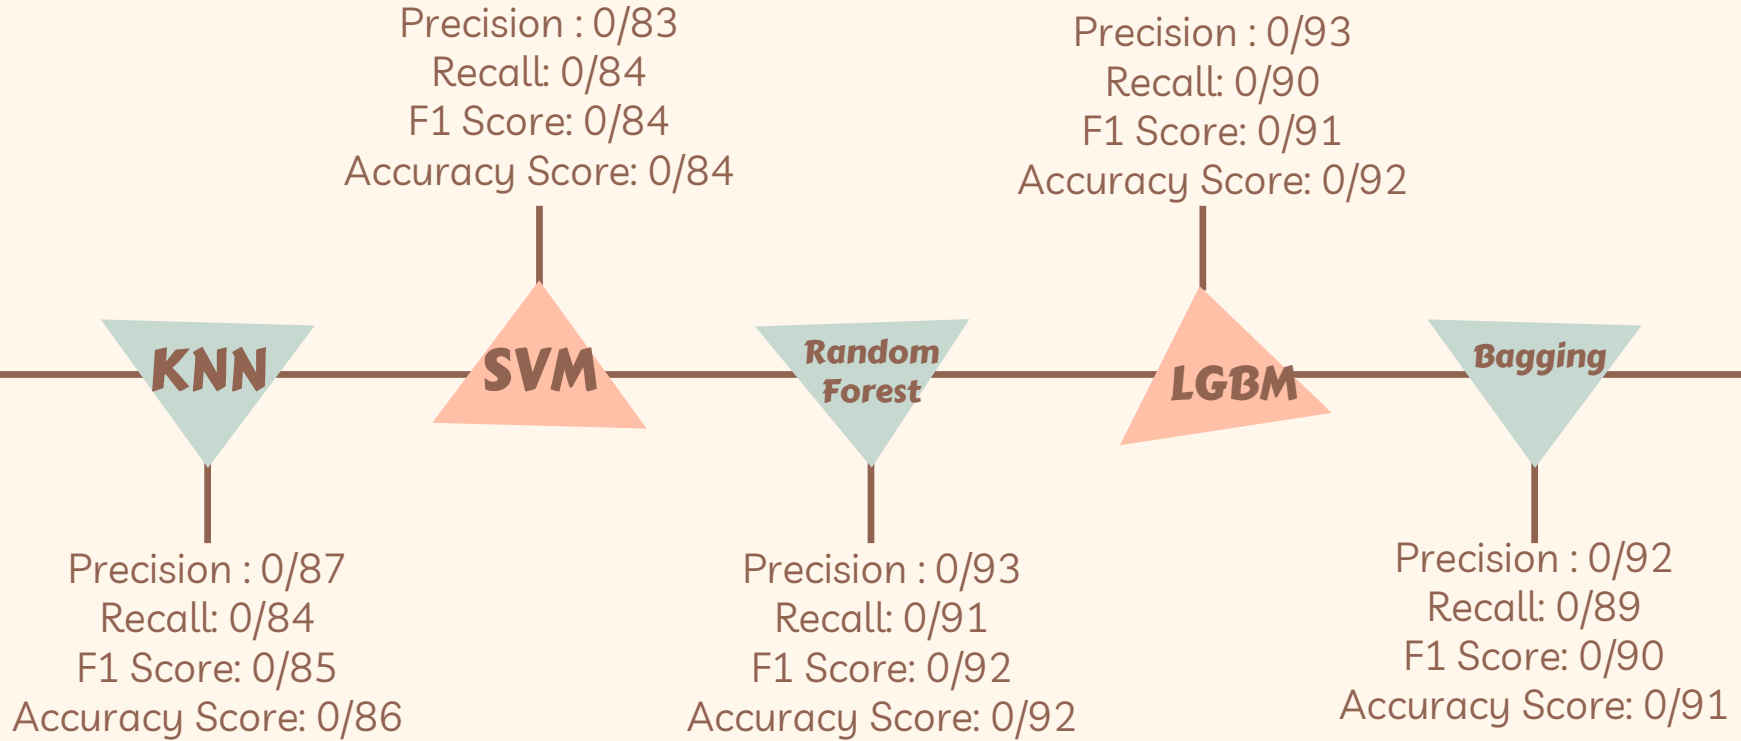 Precision : 0/83
Recall: 0/84
F1 Score: 0/84
Accuracy Score: 0/84
Precision : 0/93
Recall: 0/90
F1 Score: 0/91
Accuracy Score: 0/92
KNN
SVM
Random
Forest
LGBM
Bagging
Precision : 0/87
Recall: 0/84
F1 Score: 0/85
Accuracy Score: 0/86
Precision : 0/93
Recall: 0/91
F1 Score: 0/92
Accuracy Score: 0/92
Precision : 0/92
Recall: 0/89
F1 Score: 0/90
Accuracy Score: 0/91